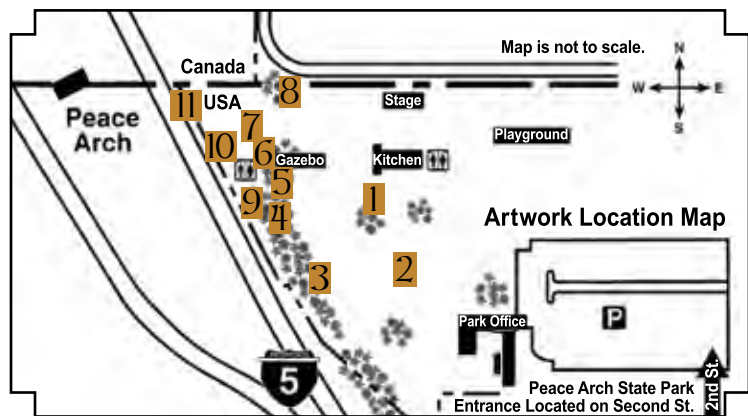 Map is not to scale.
N
W E
S
Canada
USA
Peace
Arch
8
11
7
10
6
Stage
Playground
Gazebo
Kitchen
5
9
4
1
Artwork Location Map
3
2
Park Office
P
5
2nd St.
Peace Arch State Park
Entrance Located on Second St.